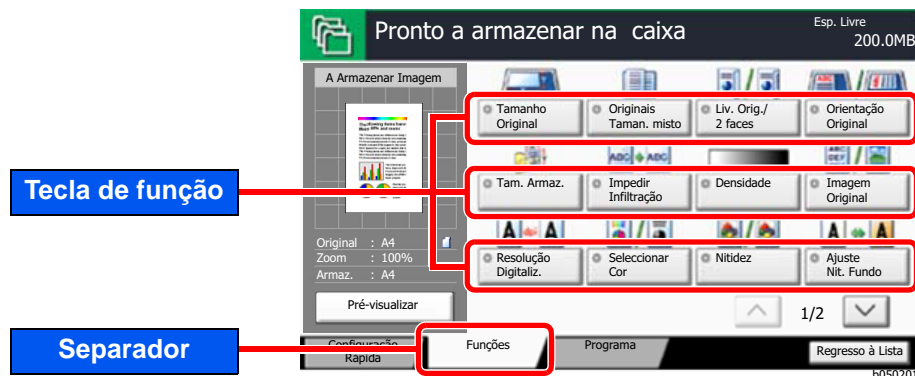 Pronto a armazenar na caixa
Esp. Livre
200.0MB
A Armazenar Imagem
Tamanho
Original
Originais
Taman. misto
Liv. Orig./
2 faces
Orientação
Original
Tecla de função
Tam. Armaz.
Impedir
Infiltração
Densidade
Imagem
Original
Original : A4
Zoom : 100%
Armaz. : A4
Resolução
Digitaliz.
Seleccionar
Cor
Nitidez
Ajuste
Nit. Fundo
Pré-visualizar
1/2
Separador
Configuração
Rápida
Funções
Programa
Regresso à Lista
b050201